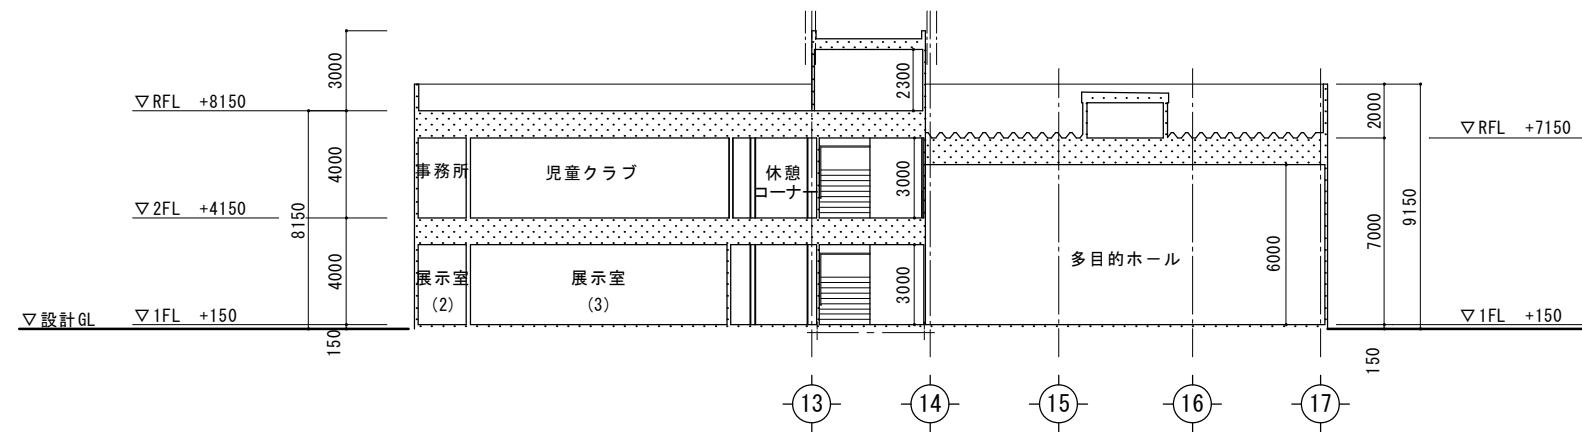 3000
▽RFL +8150
2300
2000
▽RFL +7150
4000
事務所
児童クラブ
休憩
コーナー
3000
▽2FL +4150
8150
9150
7000
4000
展示室
(2)
展示室
(3)
3000
多目的ホール
6000
▽設計GL
▽1FL +150
▽1FL +150
150
150
13
14
15
16
17